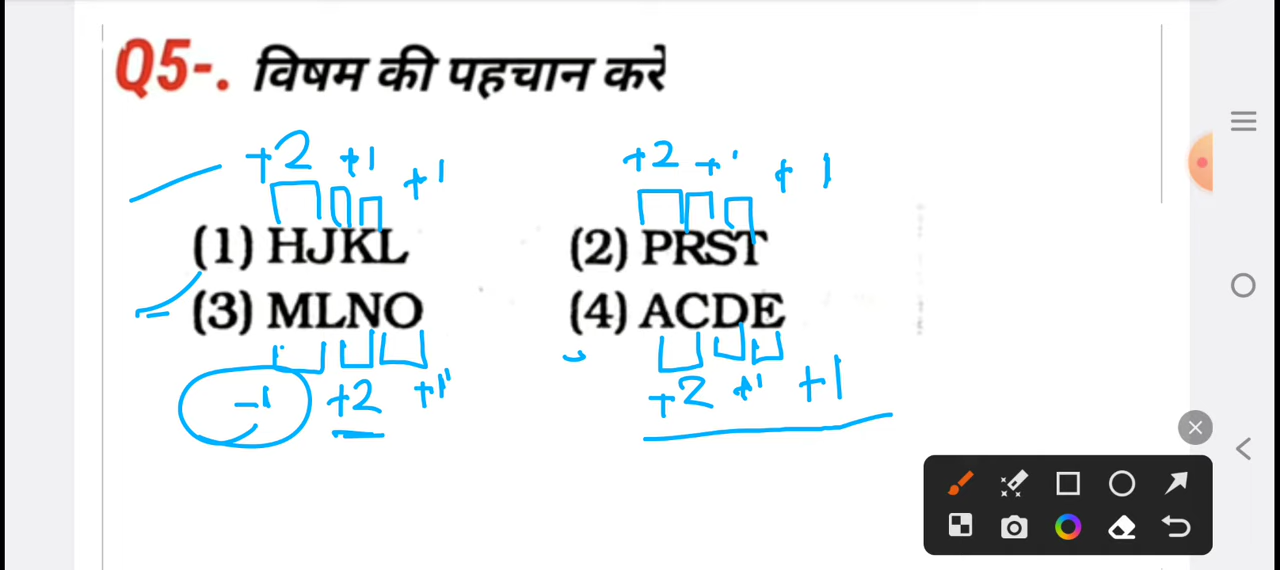 Q5-. विषम की पहचान करे
+2 +1 +1 +2 +1 +1
(1) HJKL (2) PRST
(3) MLNO (4) ACDE
-1 +2 +1 +2 +1 +1